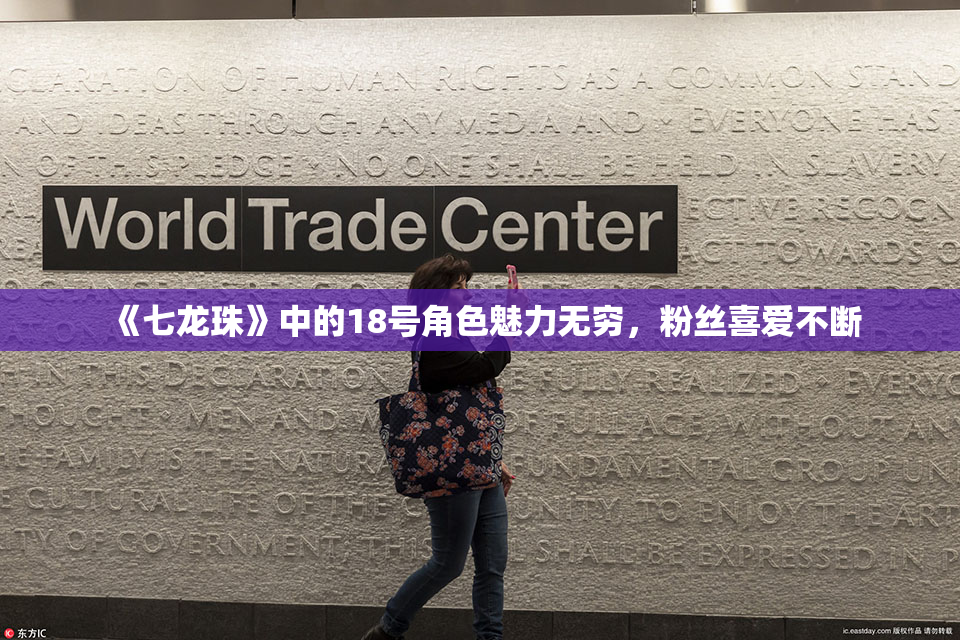 CLARATION OF HUMAN RIGHTS AS A COMMON STAND
AND IDEAS THROUGH ANY MEDIA AND • EVERYONE HAS T
N OF THIS PLEDGE • NO ONE SHALL BE HELD IN SLAVERY
World Trade Center
ECTIVE RECOGN
ACT TOWARDS O
《七龙珠》中的18号角色魅力无穷，粉丝喜爱不断
IN THIS DECLARATION FULLY REALIZED • EVERYO
THOUGHT MEN AND OF FULL AGE WITHO
E FAMILY IS THE NATURA FUNDAMENTAL GROUP
E CULTURAL LIFE OF THE COMMUNITY, TO ENJOY THE ART
TY OF GOVERNMENT; THIS SHALL BE EXPRESSED IN P
东方IC
ic.eastday.com 版权作品 请勿转载